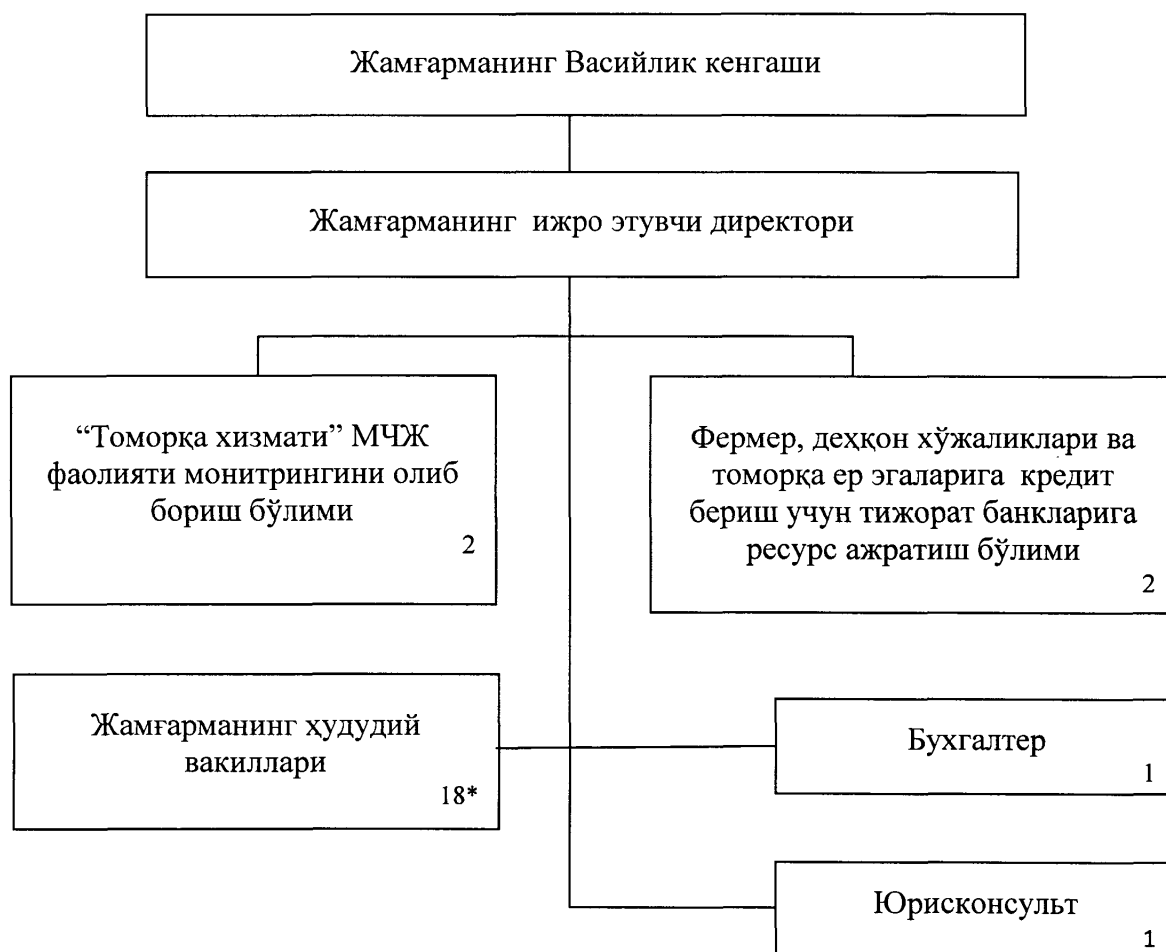 Жамғарманинг Васийлик кенгаши
Жамғарманинг ижро этувчи директори
“Томорқа хизмати” МЧЖ
фаолияти монитрингини олиб
бориш бўлими
2
Фермер, деҳқон хўжаликлари ва
томорқа ер эгаларига кредит
бериш учун тижорат банкларига
ресурс ажратиш бўлими
2
Жамғарманинг ҳудудий
вакиллари
18*
Бухгалтер
1
Юрисконсульт
1